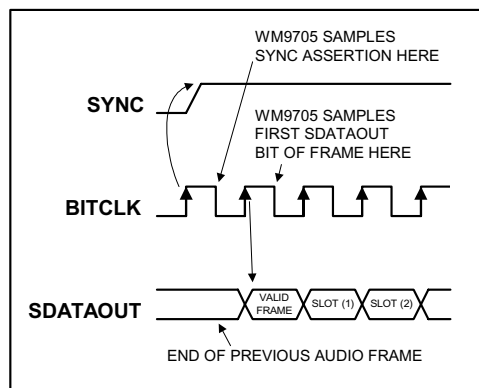 WM9705 SAMPLES
SYNC ASSERTION HERE
SYNC
WM9705 SAMPLES
FIRST SDATAOUT
BIT OF FRAME HERE
BITCLK
SDATAOUT
VALID
FRAME
SLOT (1)
SLOT (2)
END OF PREVIOUS AUDIO FRAME